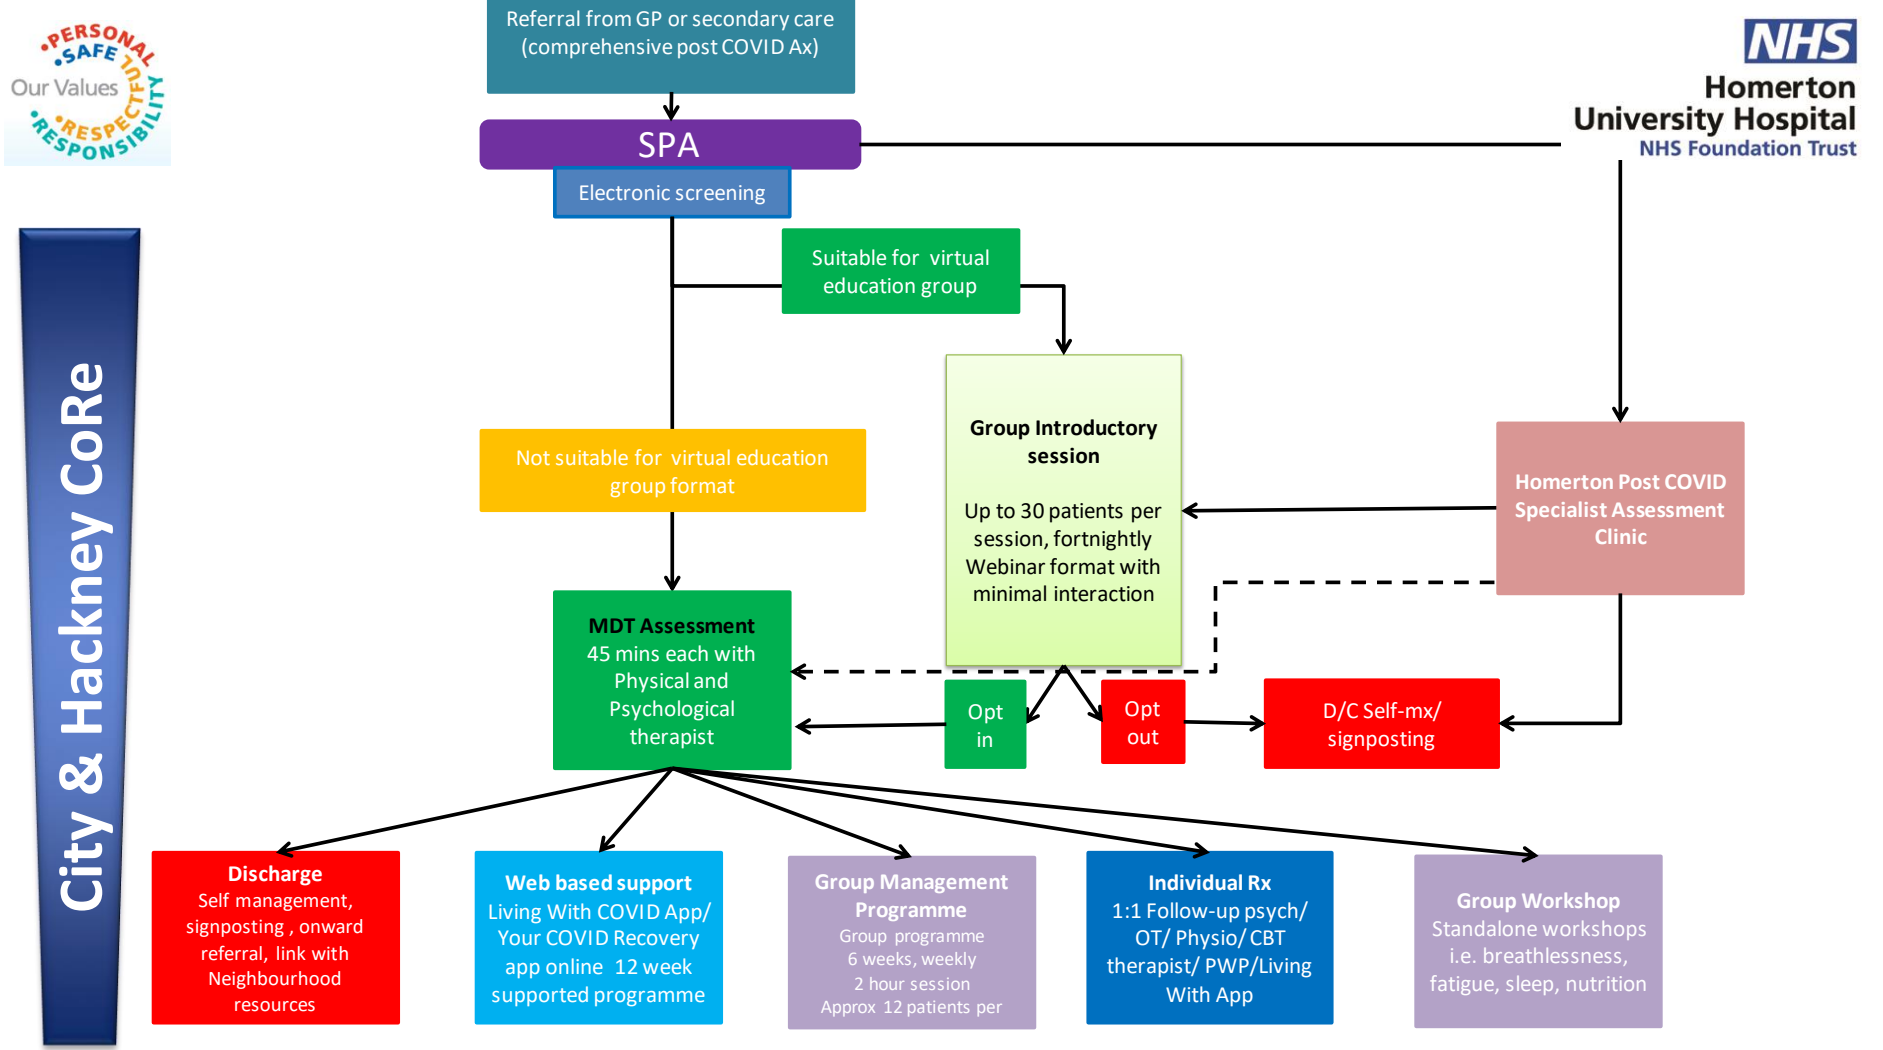 Referral from GP or secondary care
(comprehensive post COVID Ax)
•PERSONAL
•SAFE
Our Values
RESPECTFUL
•RESPECTFUL
•RESPONSIBILITY
NHS
Homerton
University Hospital
NHS Foundation Trust
SPA
Electronic screening
Suitable for virtual
education group
City & Hackney CoRe
Group Introductory
session
Up to 30 patients per
session, fortnightly
Webinar format with
minimal interaction
Not suitable for virtual education
group format
Homerton Post COVID
Specialist Assessment
Clinic
MDT Assessment
45 mins each with
Physical and
Psychological
therapist
Opt
in
Opt
out
D/C Self-mx/
signposting
Discharge
Self management,
signposting , onward
referral, link with
Neighbourhood
resources
Web based support
Living With COVID App/
Your COVID Recovery
app online 12 week
supported programme
Group Management
Programme
Group programme
6 weeks, weekly
2 hour session
Approx 12 patients per
Individual Rx
1:1 Follow-up psych/
OT/ Physio/ CBT
therapist/ PWP/Living
With App
Group Workshop
Standalone workshops
i.e. breathlessness,
fatigue, sleep, nutrition